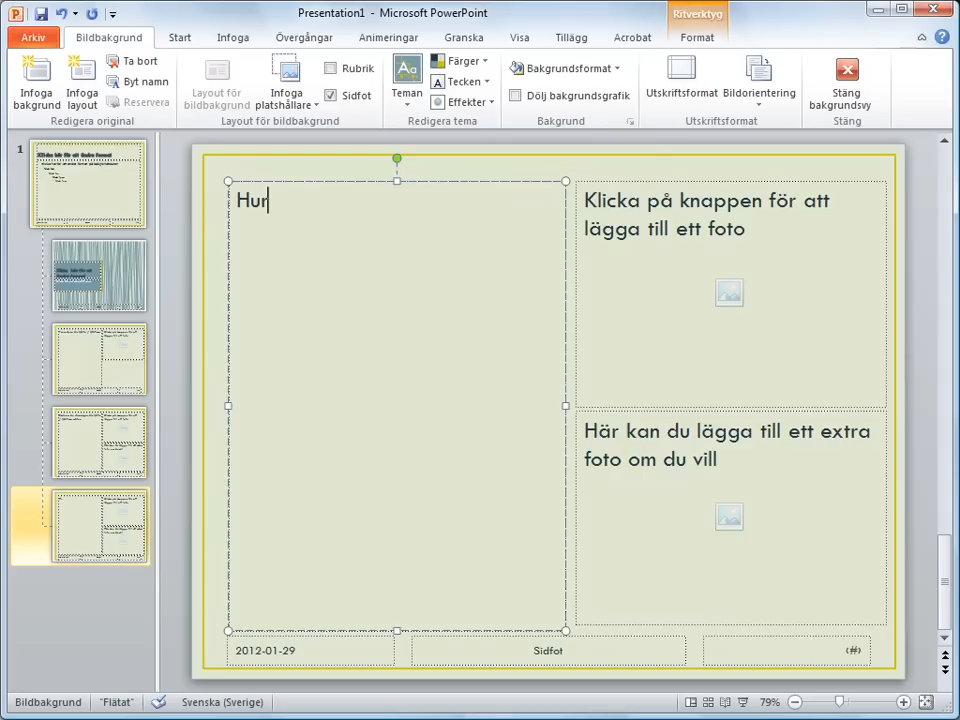 Presentation1 - Microsoft PowerPoint
Ritverktyg
Arkiv Bildbakgrund Start Infoga Övergångar Animeringar Granska Visa Tillägg Acrobat Format
Infoga bakgrund
Infoga layout
Ta bort
Byt namn
Reservera
Redigera original
Layout för bildbakgrund
Infoga platshållare
Rubrik
Sidfot
Layout för bildbakgrund
Teman
Färger
Tecken
Effekter
Redigera tema
Bakgrundsformat
Dölj bakgrundsgrafik
Bakgrund
Utskriftsformat
Bildorientering
Utskriftsformat
Stäng bakgrundsvy
Stäng
1
Hur
Klicka på knappen för att
lägga till ett foto
Här kan du lägga till ett extra
foto om du vill
2012-01-29
Sidfot
(#)
Bildbakgrund "Flätat" Svenska (Sverige) 79%